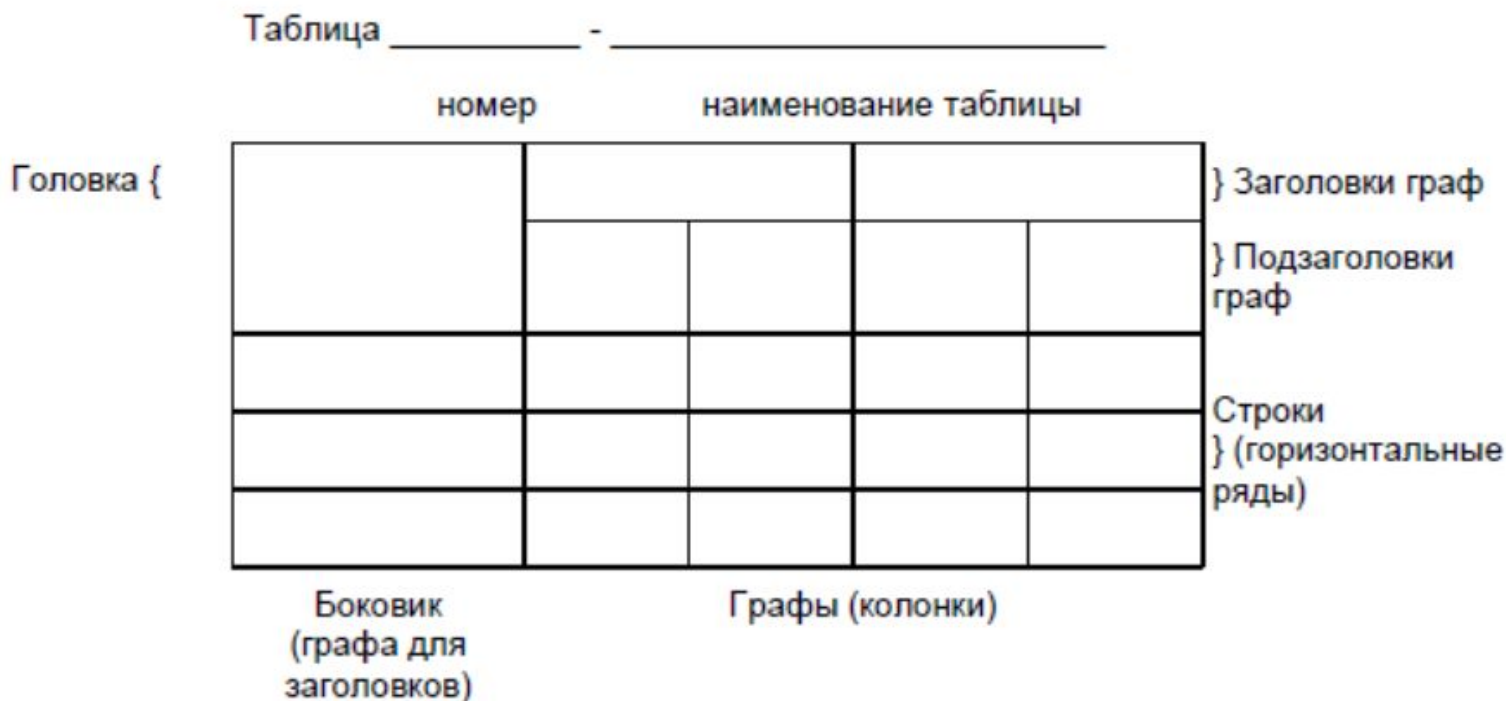 Таблица __________ - __________________________
номер наименование таблицы
Головка {
} Заголовки граф
} Подзаголовки
граф
Строки
} (горизонтальные
ряды)
Боковик
(графа для
заголовков)
Графы (колонки)